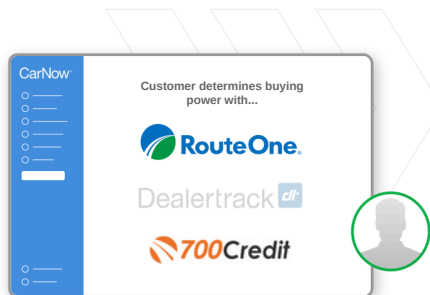 CarNow
Customer determines buying
power with...
RouteOne.
Dealertrack dt
700Credit